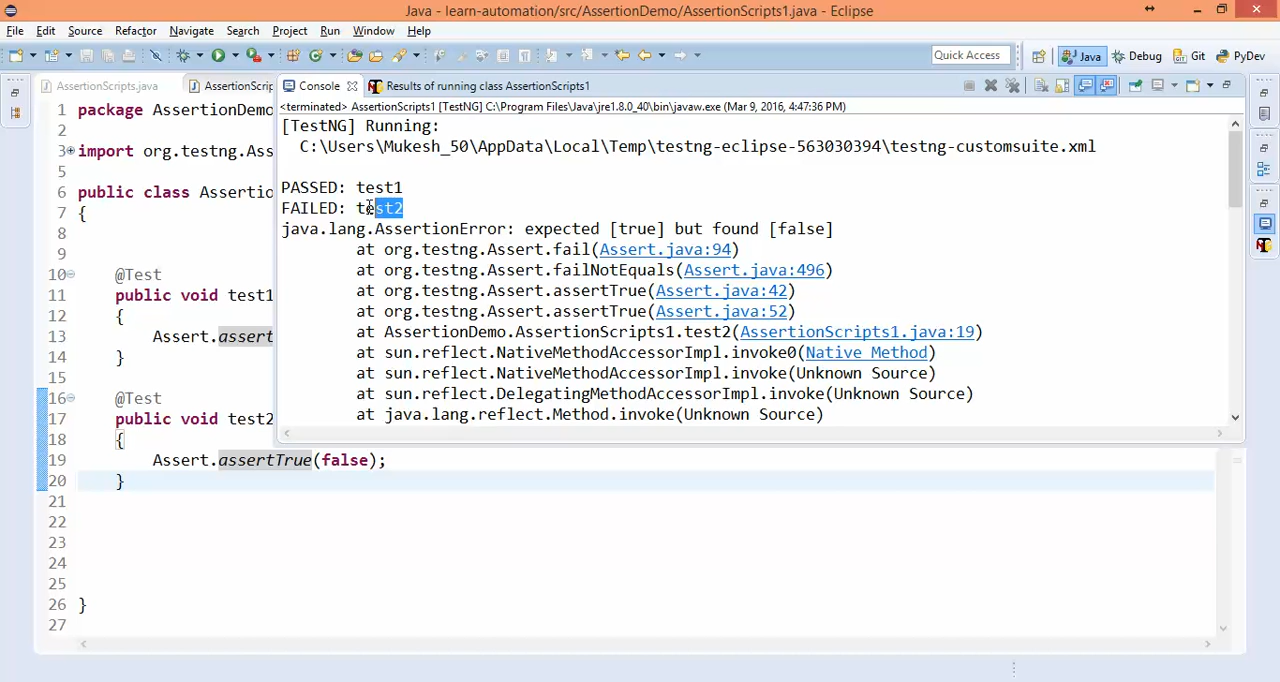 Java - learn-automation/src/AssertionDemo/AssertionScripts1.java - Eclipse
File Edit Source Refactor Navigate Search Project Run Window Help
Quick Access Java Debug Git PyDev
AssertionScripts.java AssertionScrip Console Results of running class AssertionScripts1
<terminated> AssertionScripts1 [TestNG] C:\Program Files\Java\jre1.8.0_40\bin\javaw.exe (Mar 9, 2016, 4:47:36 PM)
1 package AssertionDemo
2
3 import org.testng.Ass
5
6 public class Assertio
7 {
8
9
10 @Test
11 public void test1
12 {
13 Assert.assert
14 }
15
16 @Test
17 public void test2
18 {
19 Assert.assertTrue(false);
20 }
21
22
23
24
25
26 }
27
[TestNG] Running:
C:\Users\Mukesh_50\AppData\Local\Temp\testng-eclipse-563030394\testng-customsuite.xml
PASSED: test1
FAILED: test2
java.lang.AssertionError: expected [true] but found [false]
at org.testng.Assert.fail(Assert.java:94)
at org.testng.Assert.failNotEquals(Assert.java:496)
at org.testng.Assert.assertTrue(Assert.java:42)
at org.testng.Assert.assertTrue(Assert.java:52)
at AssertionDemo.AssertionScripts1.test2(AssertionScripts1.java:19)
at sun.reflect.NativeMethodAccessorImpl.invoke0(Native Method)
at sun.reflect.NativeMethodAccessorImpl.invoke(Unknown Source)
at sun.reflect.DelegatingMethodAccessorImpl.invoke(Unknown Source)
at java.lang.reflect.Method.invoke(Unknown Source)